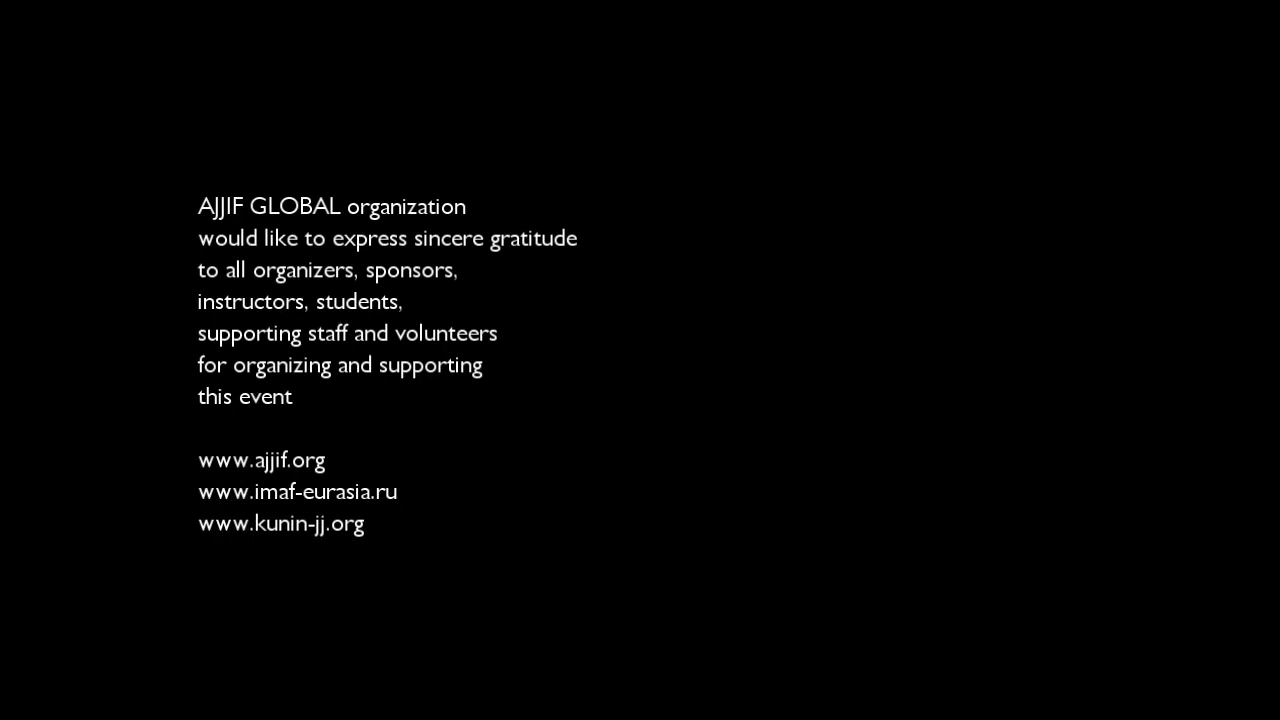 AJJIF GLOBAL organization
would like to express sincere gratitude
to all organizers, sponsors,
instructors, students,
supporting staff and volunteers
for organizing and supporting
this event
www.ajjif.org
www.imaf-eurasia.ru
www.kunin-jj.org